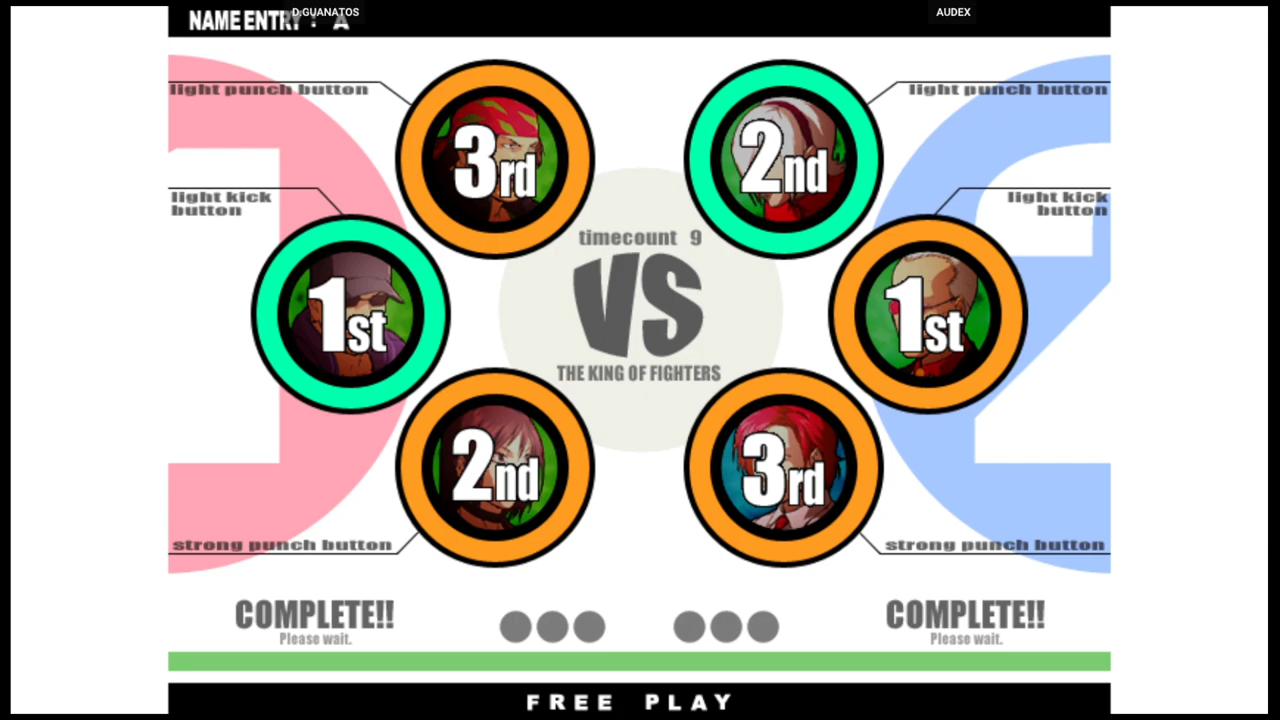 NAME ENTRY : A
D.GUANATOS
AUDEX
light punch button
light punch button
3rd
2nd
light kick
button
light kick
button
timecount 9
VS
THE KING OF FIGHTERS
1st
1st
2nd
3rd
strong punch button
strong punch button
COMPLETE!!
Please wait.
COMPLETE!!
Please wait.
FREE PLAY
1
2